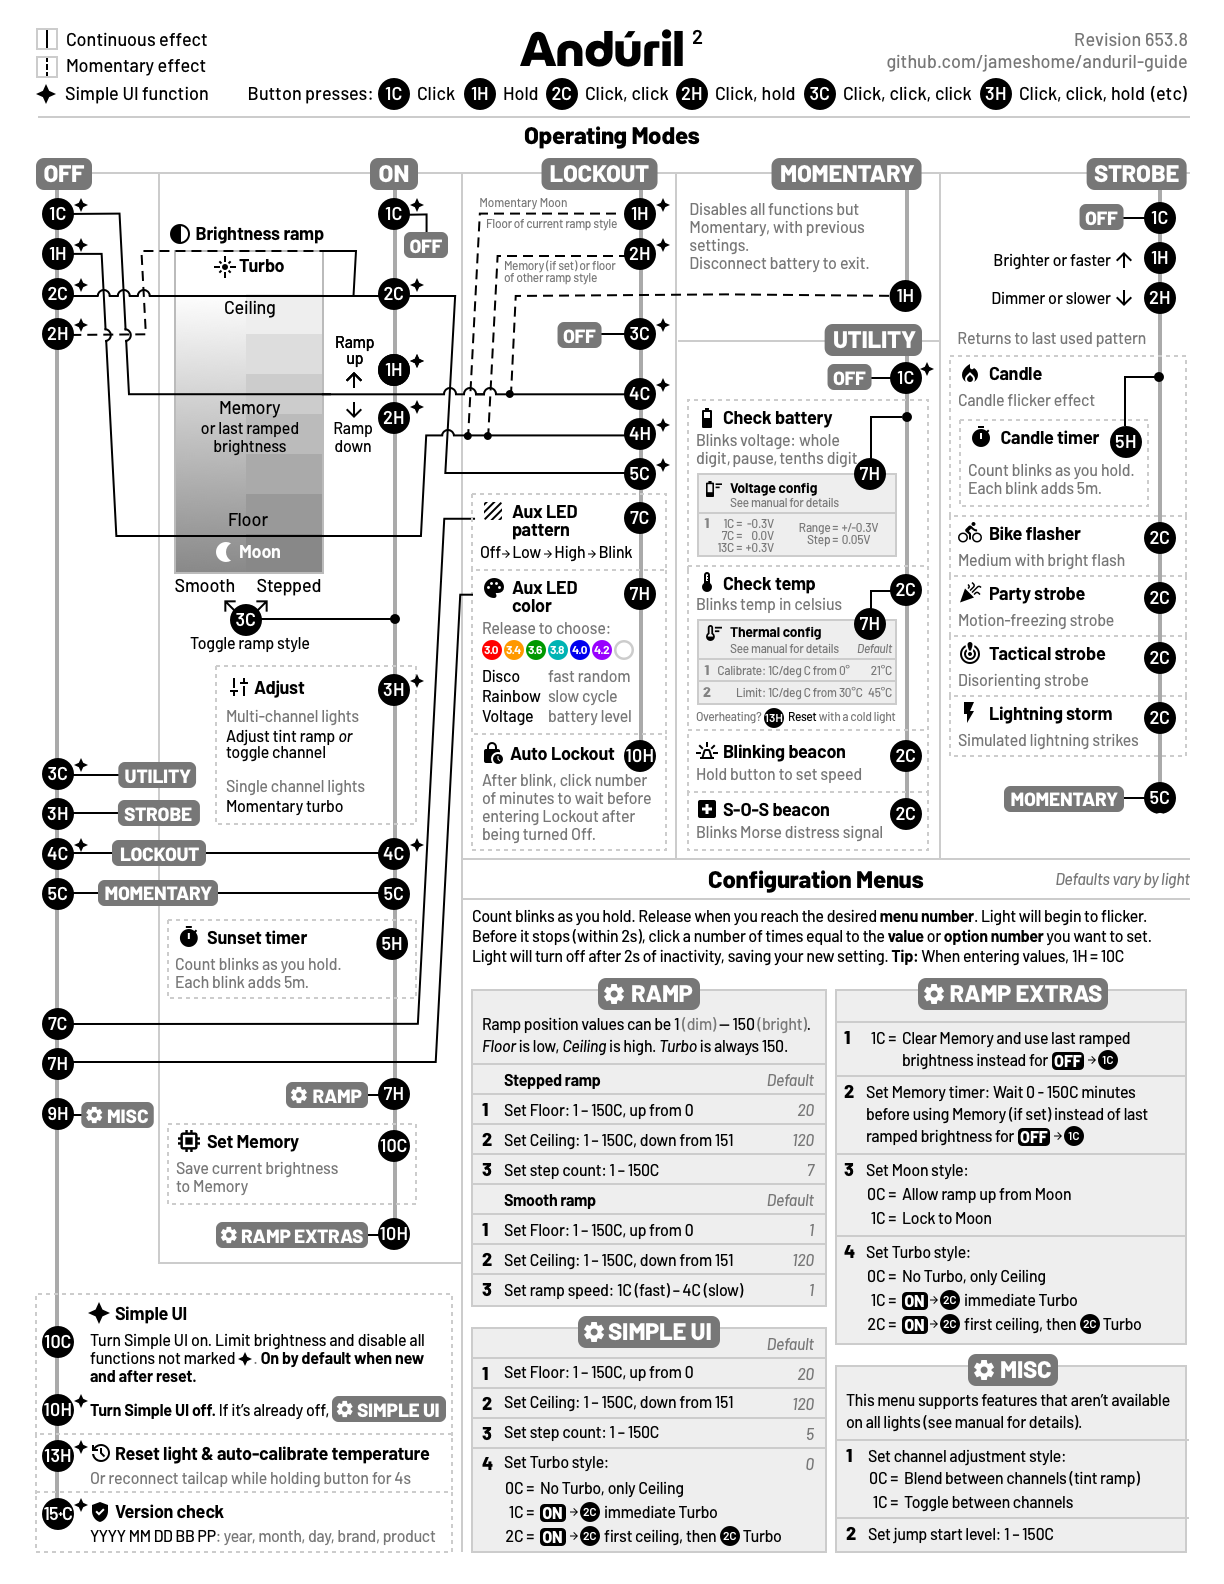 Continuous effect
Momentary effect
Simple UI function
Andúril 2
Revision 653.8
github.com/jameshome/anduril-guide
Button presses: 1C Click 1H Hold 2C Click, click 2H Click, hold 3C Click, click, click 3H Click, click, hold (etc)
Operating Modes
OFF
1C
1H
2C
2H
Brightness ramp
Turbo
Ceiling
Memory
or last ramped
brightness
Floor
Moon
Smooth Stepped
3C
Toggle ramp style
Ramp
up
Ramp
down
ON
1C
OFF
2C
1H
2H
3H
Adjust
Multi-channel lights
Adjust tint ramp or
toggle channel
Single channel lights
Momentary turbo
3C UTILITY
3H STROBE
4C LOCKOUT 4C
5C MOMENTARY 5C
Sunset timer 5H
Count blinks as you hold.
Each blink adds 5m.
7C
7H
RAMP 7H
9H MISC
Set Memory 10C
Save current brightness
to Memory
RAMP EXTRAS 10H
Simple UI
10C
Turn Simple UI on. Limit brightness and disable all
functions not marked . On by default when new
and after reset.
10H Turn Simple UI off. If it's already off, SIMPLE UI
13H Reset light & auto-calibrate temperature
Or reconnect tailcap while holding button for 4s
15+C Version check
YYYY MM DD BB PP: year, month, day, brand, product
LOCKOUT
Momentary Moon
1H
Floor of current ramp style
2H
Memory (if set) or floor
of other ramp style
OFF 3C
4C
4H
5C
Aux LED
pattern
7C
Off → Low → High → Blink
Aux LED
color
7H
Release to choose:
3.0 3.4 3.6 3.8 4.0 4.2
Disco fast random
Rainbow slow cycle
Voltage battery level
Auto Lockout 10H
After blink, click number
of minutes to wait before
entering Lockout after
being turned Off.
MOMENTARY
Disables all functions but
Momentary, with previous
settings.
Disconnect battery to exit.
1H
UTILITY
OFF 1C
Check battery
Blinks voltage: whole
digit, pause, tenths digit
7H
Voltage config
See manual for details
1 1C = -0.3V
7C = 0.0V
13C = +0.3V
Range = +/-0.3V
Step = 0.05V
Check temp 2C
Blinks temp in celsius
7H
Thermal config
See manual for details Default
1 Calibrate: 1C/deg C from 0° 21°C
2 Limit: 1C/deg C from 30°C 45°C
Overheating? 13H Reset with a cold light
Blinking beacon 2C
Hold button to set speed
S-O-S beacon 2C
Blinks Morse distress signal
STROBE
OFF 1C
Brighter or faster ↑ 1H
Dimmer or slower ↓ 2H
Returns to last used pattern
Candle
Candle flicker effect
Candle timer 5H
Count blinks as you hold.
Each blink adds 5m.
Bike flasher 2C
Medium with bright flash
Party strobe 2C
Motion-freezing strobe
Tactical strobe 2C
Disorienting strobe
Lightning storm 2C
Simulated lightning strikes
MOMENTARY 5C
Configuration Menus
Defaults vary by light
Count blinks as you hold. Release when you reach the desired menu number. Light will begin to flicker.
Before it stops (within 2s), click a number of times equal to the value or option number you want to set.
Light will turn off after 2s of inactivity, saving your new setting. Tip: When entering values, 1H = 10C
RAMP
Ramp position values can be 1 (dim) – 150 (bright).
Floor is low, Ceiling is high. Turbo is always 150.
Stepped ramp Default
1 Set Floor: 1 – 150C, up from 0 20
2 Set Ceiling: 1 – 150C, down from 151 120
3 Set step count: 1 – 150C 7
Smooth ramp Default
1 Set Floor: 1 – 150C, up from 0 1
2 Set Ceiling: 1 – 150C, down from 151 120
3 Set ramp speed: 1C (fast) – 4C (slow) 1
SIMPLE UI
Default
1 Set Floor: 1 – 150C, up from 0 20
2 Set Ceiling: 1 – 150C, down from 151 120
3 Set step count: 1 – 150C 5
4 Set Turbo style: 0
0C = No Turbo, only Ceiling
1C = ON → 2C immediate Turbo
2C = ON → 2C first ceiling, then 2C Turbo
RAMP EXTRAS
1 1C = Clear Memory and use last ramped
brightness instead for OFF → 1C
2 Set Memory timer: Wait 0 - 150C minutes
before using Memory (if set) instead of last
ramped brightness for OFF → 1C
3 Set Moon style:
0C = Allow ramp up from Moon
1C = Lock to Moon
4 Set Turbo style:
0C = No Turbo, only Ceiling
1C = ON → 2C immediate Turbo
2C = ON → 2C first ceiling, then 2C Turbo
MISC
This menu supports features that aren't available
on all lights (see manual for details).
1 Set channel adjustment style:
0C = Blend between channels (tint ramp)
1C = Toggle between channels
2 Set jump start level: 1 – 150C